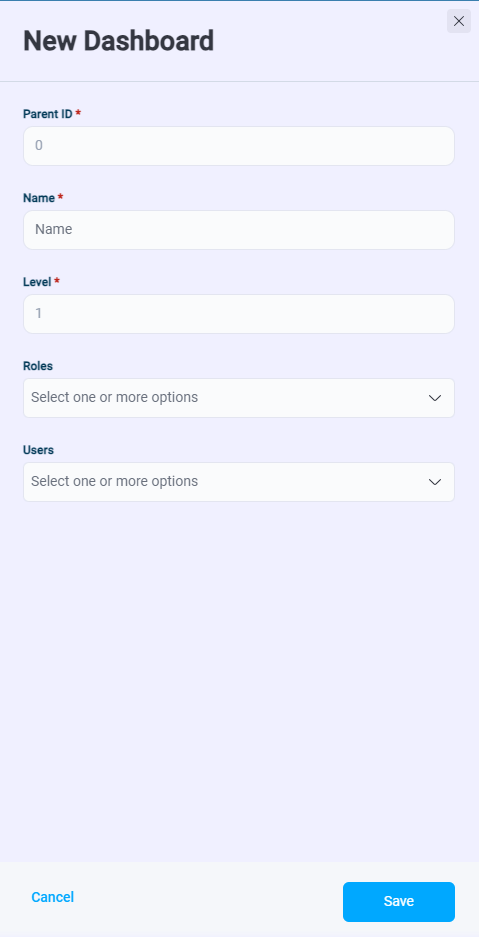 New Dashboard
Parent ID *
0
Name *
Name
Level *
1
Roles
Select one or more options
Users
Select one or more options
Cancel
Save